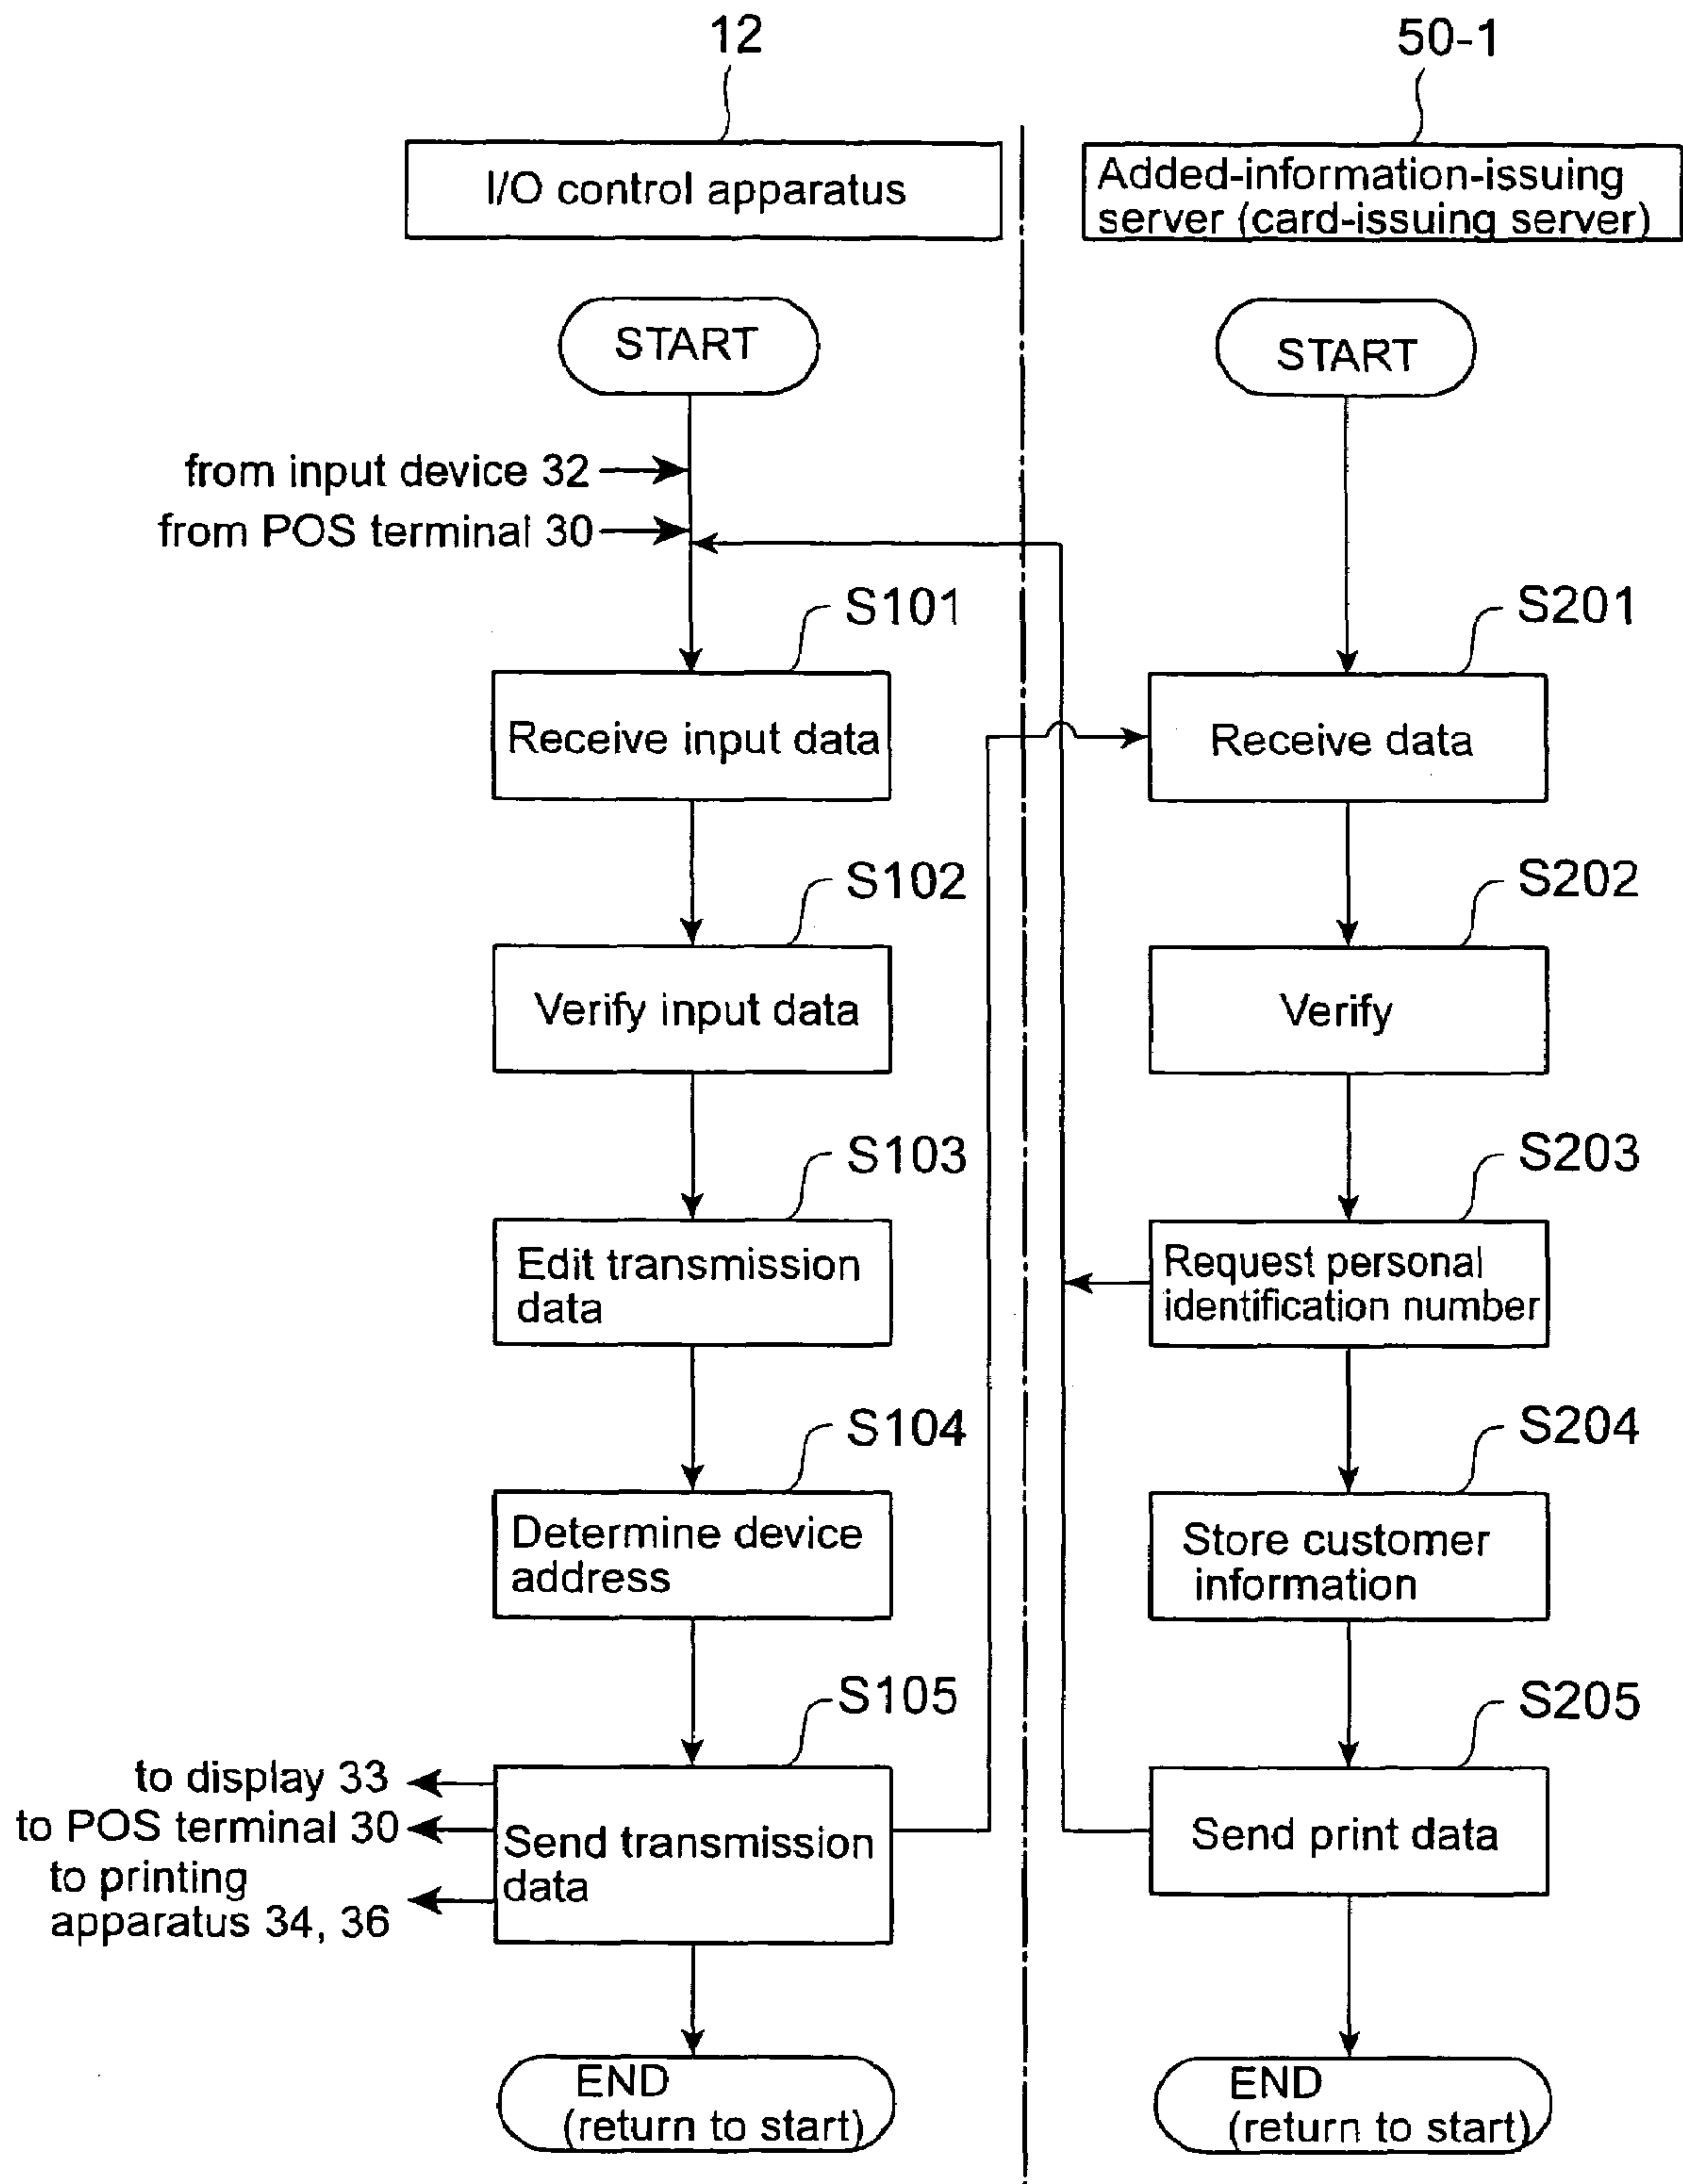 12
50-1
I/O control apparatus
Added-information-issuing
server (card-issuing server)
START
START
from input device 32
from POS terminal 30
S101
S201
Receive input data
Receive data
S102
S202
Verify input data
Verify
S103
S203
Edit transmission
data
Request personal
identification number
S104
S204
Determine device
address
Store customer
information
S105
S205
to display 33
to POS terminal 30
to printing
apparatus 34, 36
Send transmission
data
Send print data
END
(return to start)
END
(return to start)